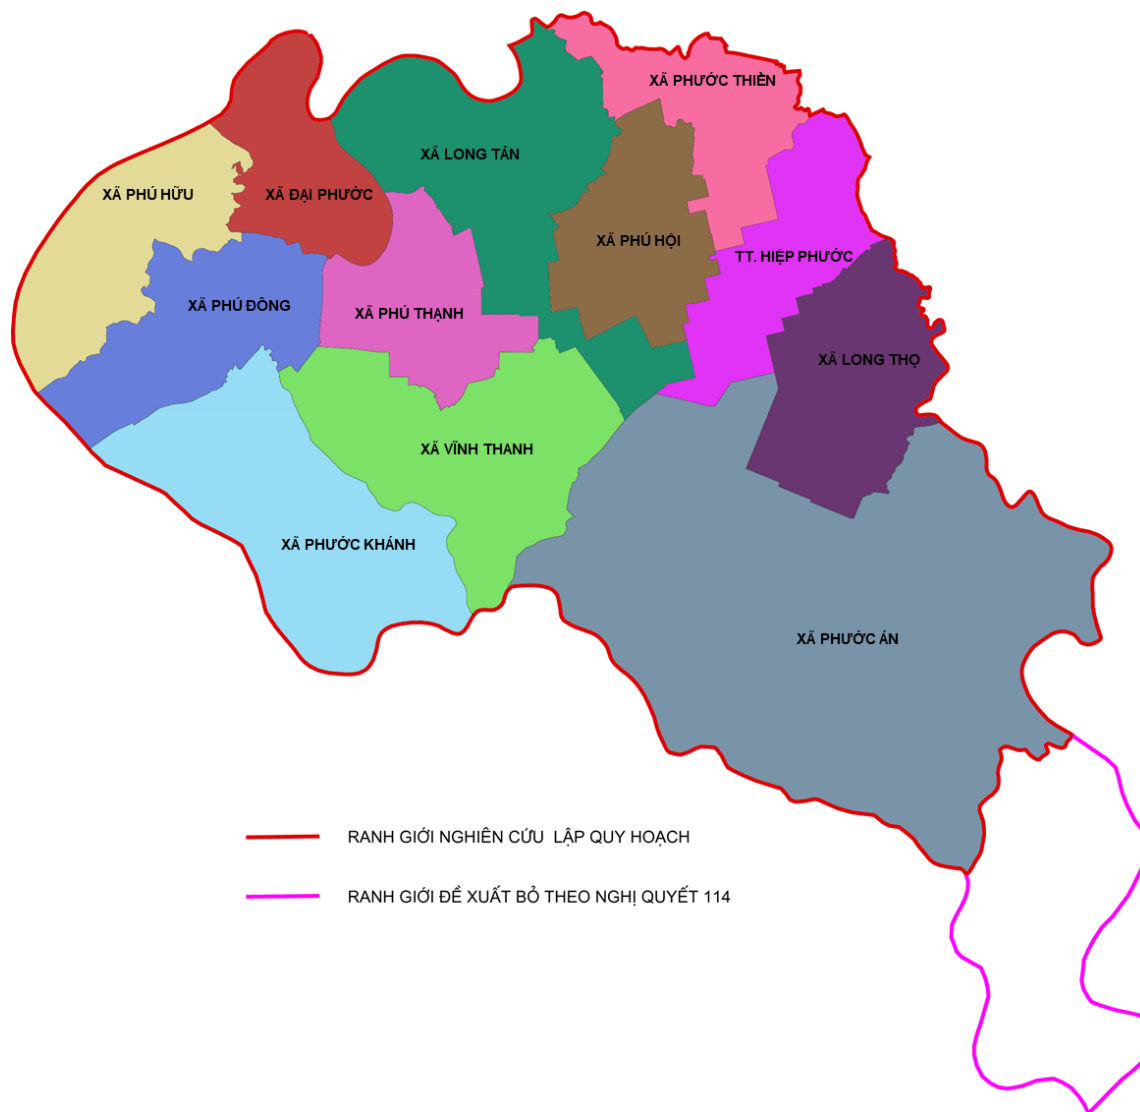 XÃ PHƯỚC THIỀN
XÃ LONG TÂN
XÃ PHÚ HỮU
XÃ ĐẠI PHƯỚC
XÃ PHÚ HỘI
TT. HIỆP PHƯỚC
XÃ PHÚ ĐÔNG
XÃ PHÚ THẠNH
XÃ LONG THỌ
XÃ VĨNH THANH
XÃ PHƯỚC KHÁNH
XÃ PHƯỚC ÁN
RANH GIỚI NGHIÊN CỨU LẬP QUY HOẠCH
RANH GIỚI ĐỀ XUẤT BỎ THEO NGHỊ QUYẾT 114